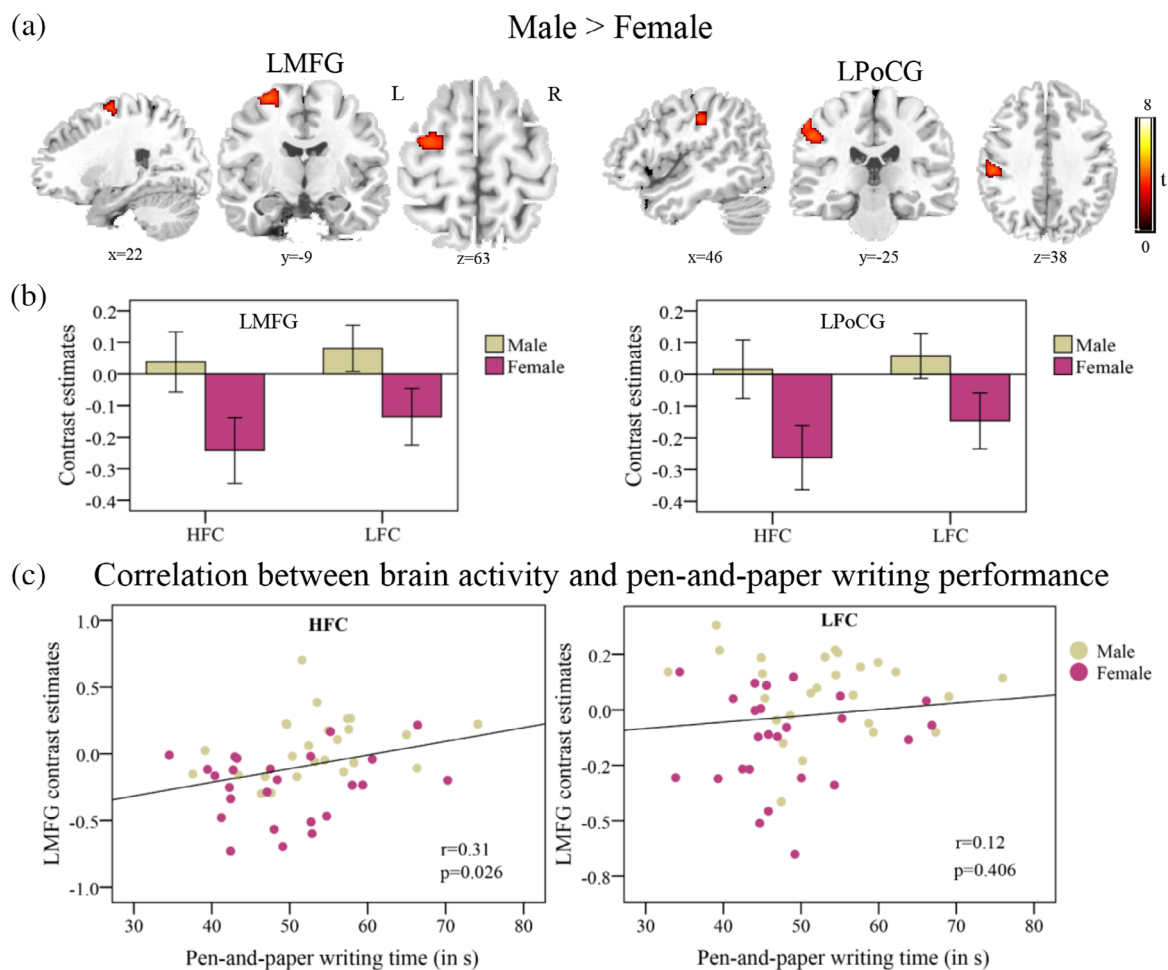 (a)
Male > Female
LMFG
LPoCG
L
R
8
t
0
x=22
y=-9
z=63
x=46
y=-25
z=38
(b)
0.2
0.1
0.0
-0.1
-0.2
-0.3
-0.4
Contrast estimates
LMFG
HFC
LFC
Male
Female
0.2
0.1
0.0
-0.1
-0.2
-0.3
-0.4
Contrast estimates
LPoCG
HFC
LFC
Male
Female
(c) Correlation between brain activity and pen-and-paper writing performance
1.0
0.5
0.0
-0.5
-1.0
LMFG contrast estimates
HFC
r=0.31
p=0.026
30 40 50 60 70 80
Pen-and-paper writing time (in s)
0.2
0.0
-0.2
-0.5
-0.8
LMFG contrast estimates
LFC
r=0.12
p=0.406
30 40 50 60 70 80
Pen-and-paper writing time (in s)
Male
Female